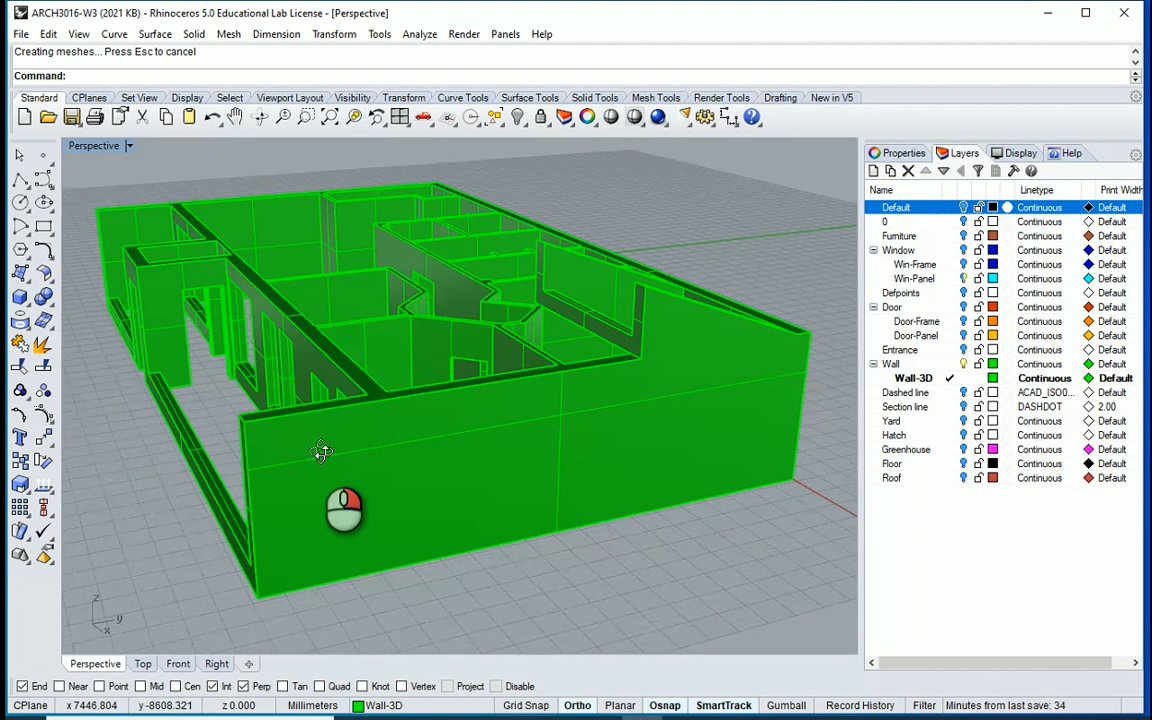 ARCH3016-W3 (2021 KB) - Rhinoceros 5.0 Educational Lab License - [Perspective]
File Edit View Curve Surface Solid Mesh Dimension Transform Tools Analyze Render Panels Help
Creating meshes... Press Esc to cancel
Command:
Standard CPlanes Set View Display Select Viewport Layout Visibility Transform Curve Tools Surface Tools Solid Tools Mesh Tools Render Tools Drafting New in V5
Perspective
Properties Layers Display Help
Name Linetype Print Width
Default Continuous Default
0 Continuous Default
Furniture Continuous Default
Window Continuous Default
Win-Frame Continuous Default
Win-Panel Continuous Default
Defpoints Continuous Default
Door Continuous Default
Door-Frame Continuous Default
Door-Panel Continuous Default
Entrance Continuous Default
Wall Continuous Default
Wall-3D Continuous Default
Dashed line ACAD_ISO0... Default
Section line DASHDOT 2.00
Yard Continuous Default
Hatch Continuous Default
Greenhouse Continuous Default
Floor Continuous Default
Roof Continuous Default
z
y
x
Perspective Top Front Right
End Near Point Mid Cen Int Perp Tan Quad Knot Vertex Project Disable
CPlane x 7446.804 y -8608.321 z 0.000 Millimeters Wall-3D Grid Snap Ortho Planar Osnap SmartTrack Gumball Record History Filter Minutes from last save: 34